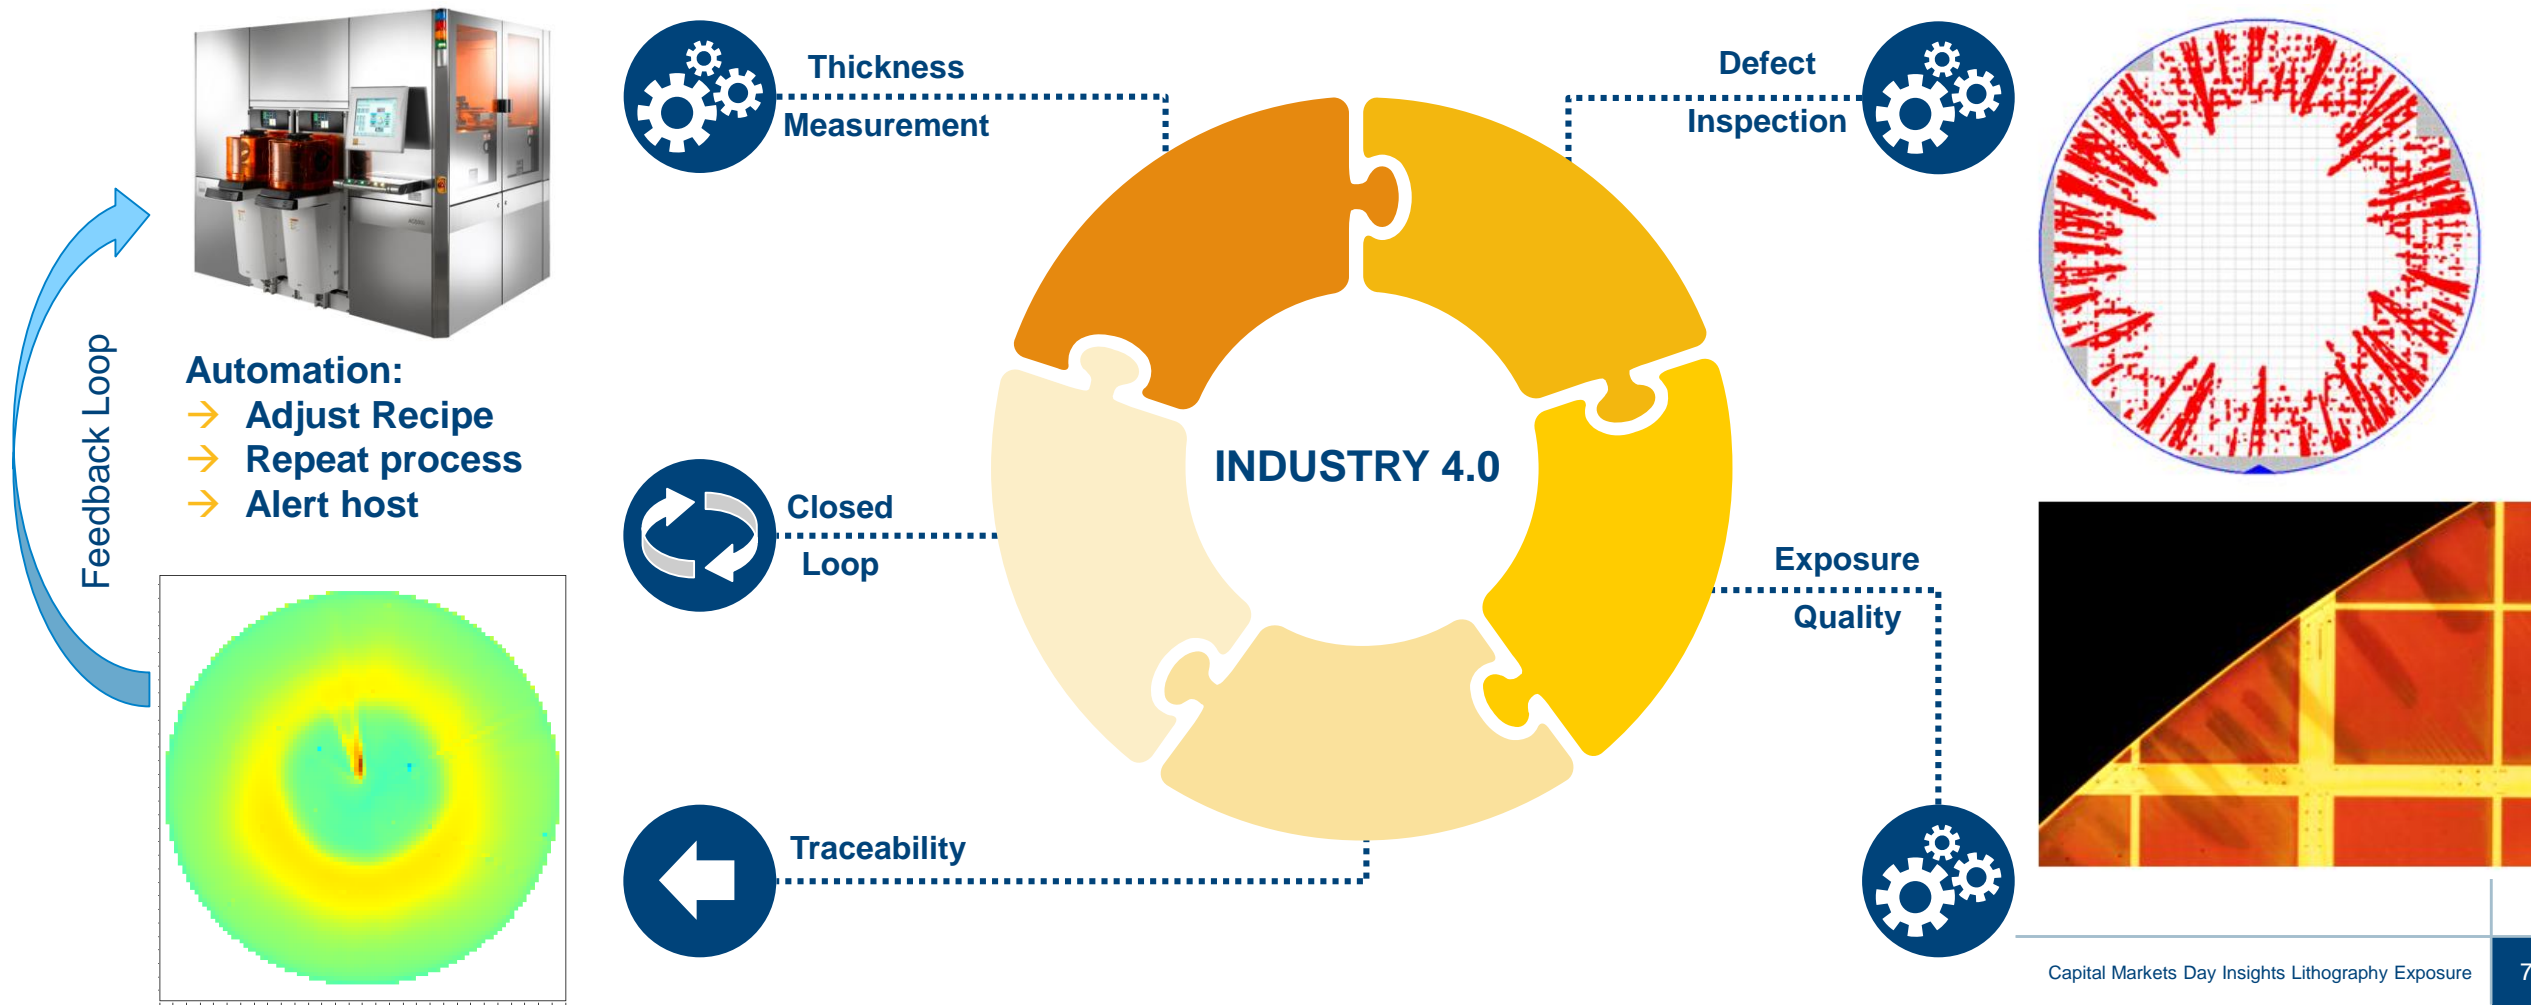 Thickness
Measurement
Defect
Inspection
Feedback Loop
Automation:
→ Adjust Recipe
→ Repeat process
→ Alert host
INDUSTRY 4.0
Closed
Loop
Exposure
Quality
Traceability
Capital Markets Day Insights Lithography Exposure
7